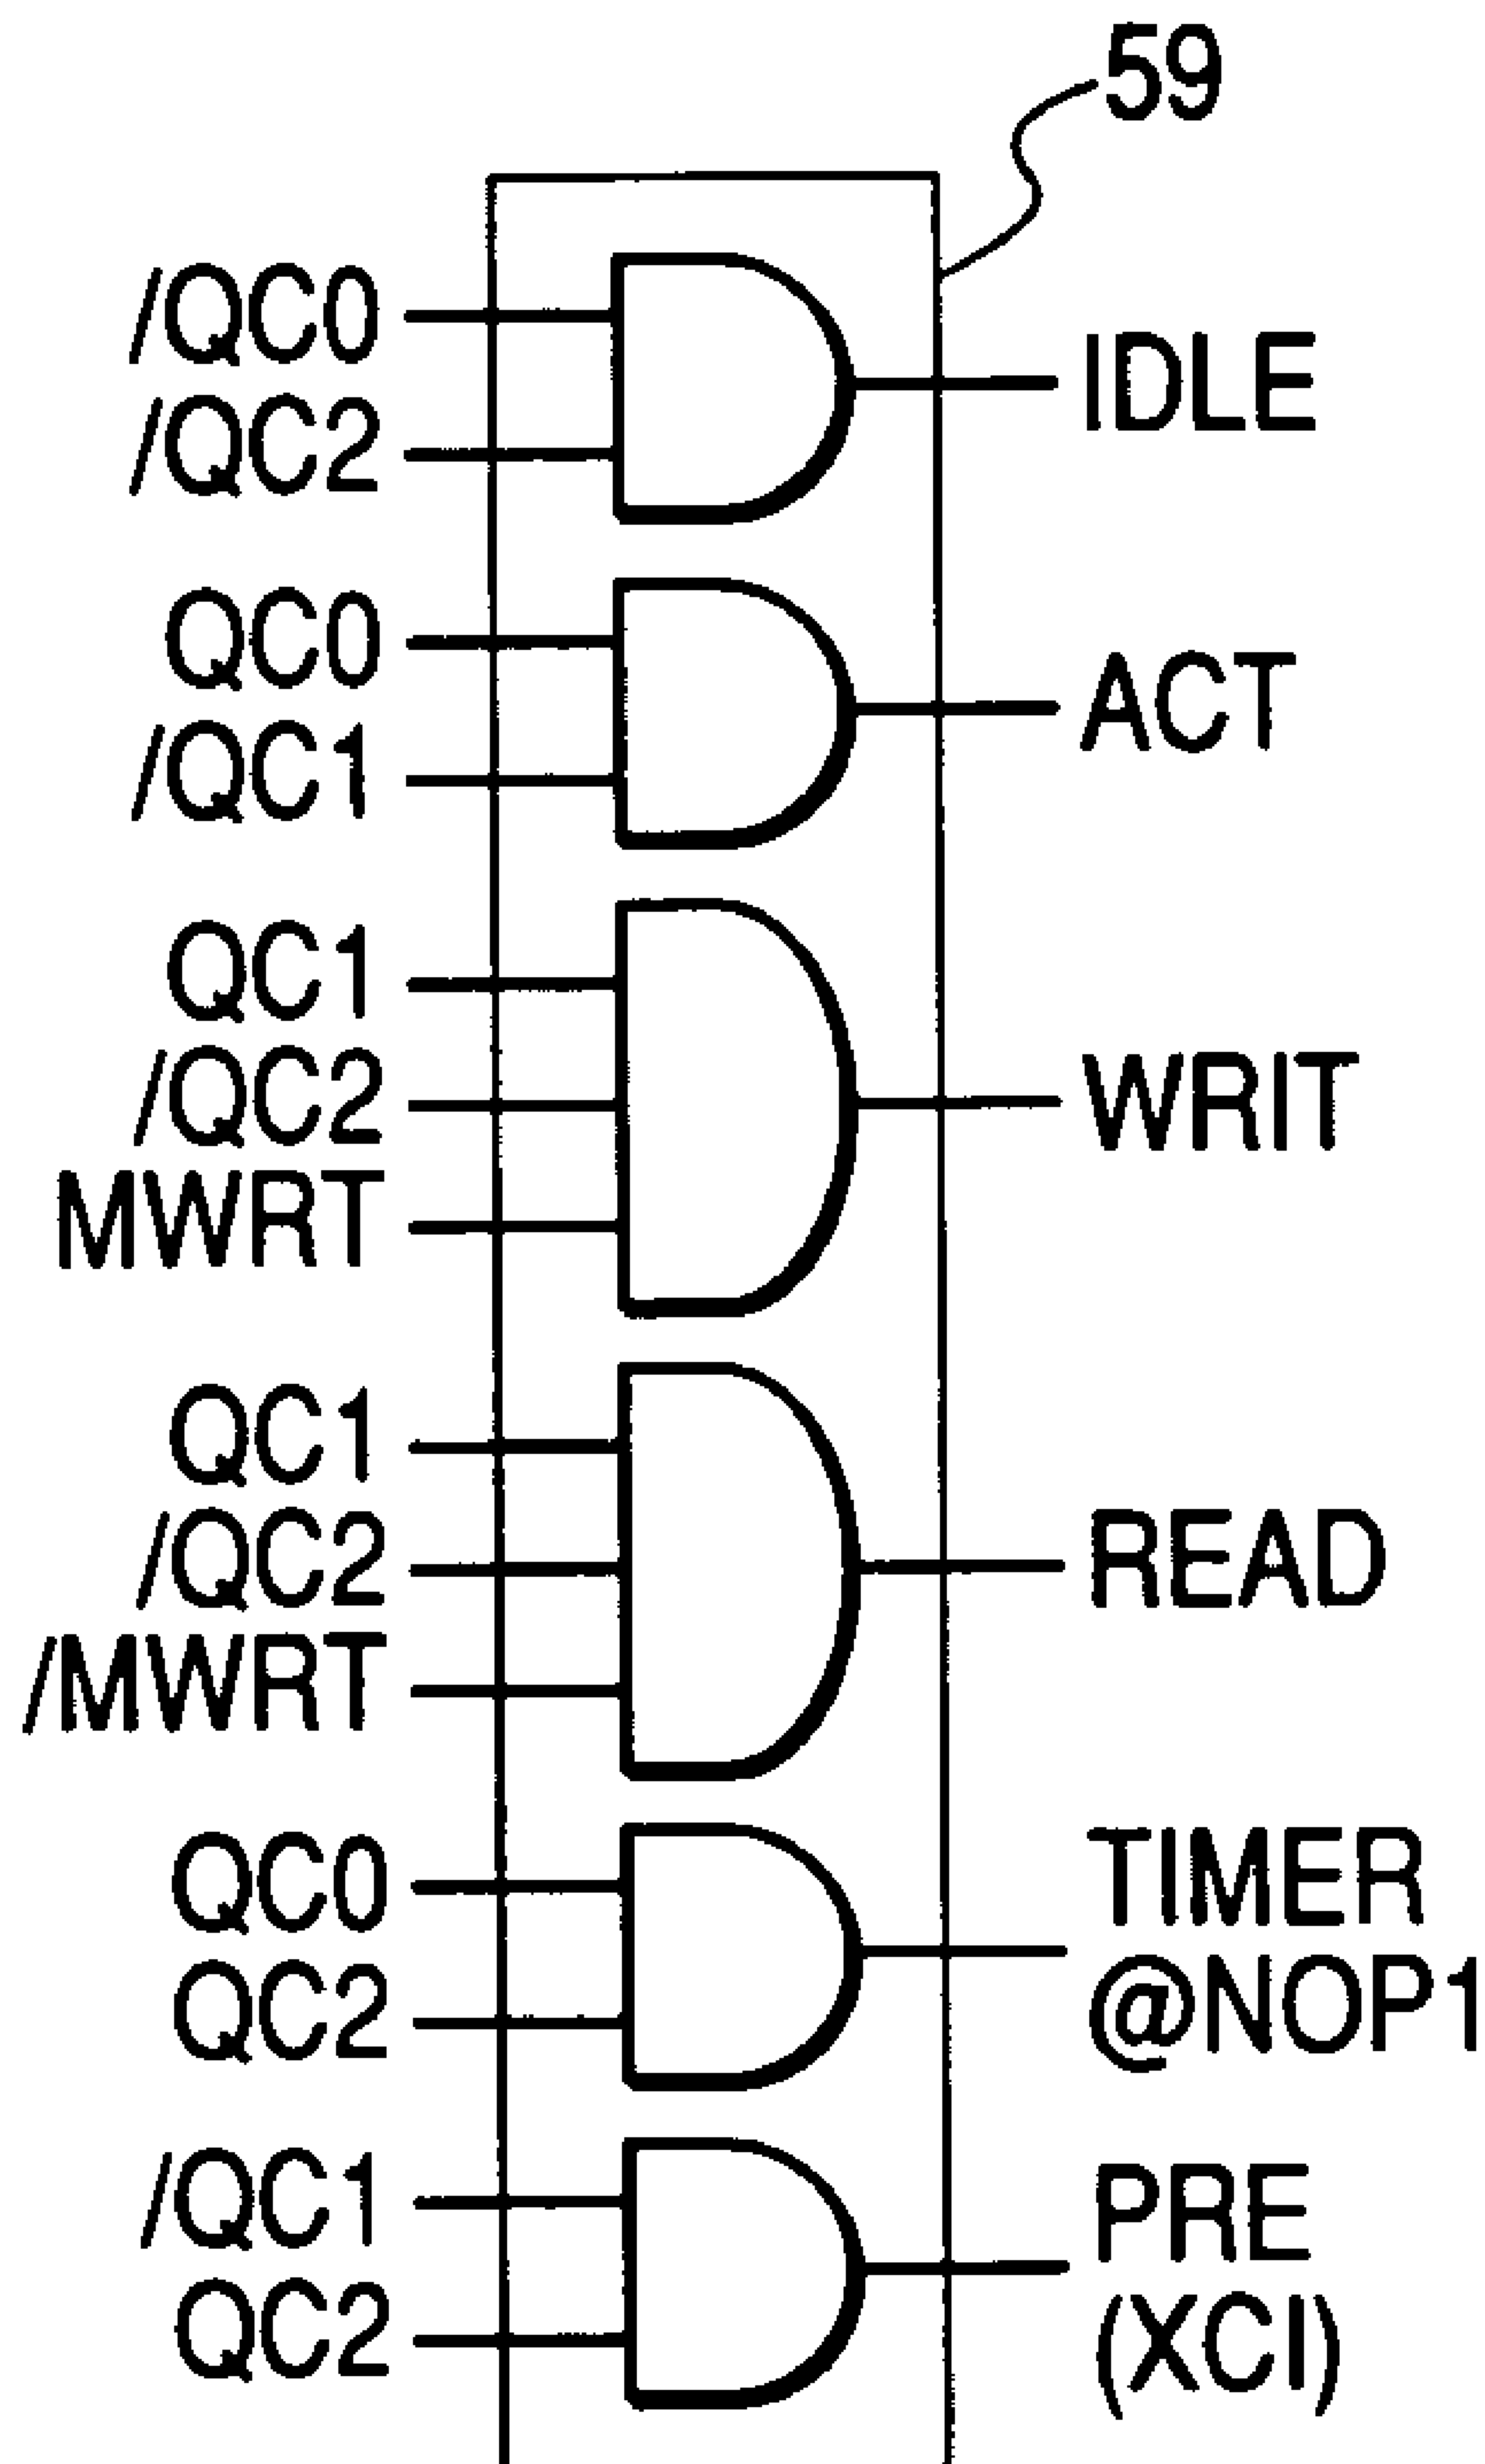 59
/QC0
/QC2
IDLE
QC0
/QC1
ACT
QC1
/QC2
MWRT
WRIT
QC1
/QC2
/MWRT
READ
QC0
QC2
TIMER
@NOP1
/QC1
QC2
PRE
(XCI)